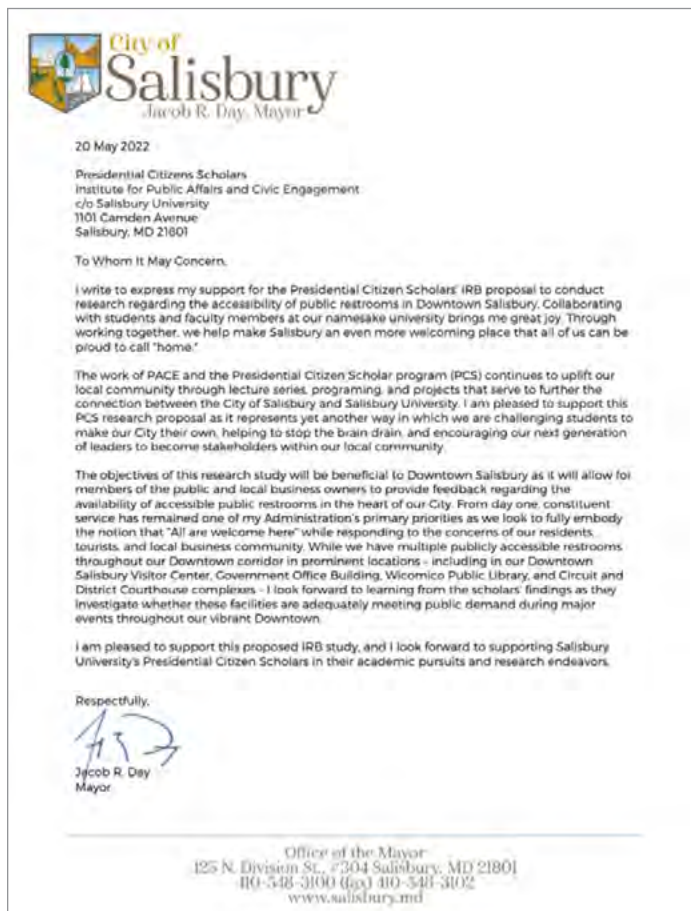 City of
Salisbury
Jacob R. Day, Mayor
20 May 2022
Presidential Citizens Scholars
Institute for Public Affairs and Civic Engagement
c/o Salisbury University
1101 Camden Avenue
Salisbury, MD 21801
To Whom It May Concern,
I write to express my support for the Presidential Citizen Scholars' IRB proposal to conduct
research regarding the accessibility of public restrooms in Downtown Salisbury. Collaborating
with students and faculty members at our namesake university brings me great joy. Through
working together, we help make Salisbury an even more welcoming place that all of us can be
proud to call "home."
The work of PACE and the Presidential Citizen Scholar program (PCS) continues to uplift our
local community through lecture series, programing, and projects that serve to further the
connection between the City of Salisbury and Salisbury University. I am pleased to support this
PCS research proposal as it represents yet another way in which we are challenging students to
make our City their own, helping to stop the brain drain, and encouraging our next generation
of leaders to become stakeholders within our local community.
The objectives of this research study will be beneficial to Downtown Salisbury as it will allow for
members of the public and local business owners to provide feedback regarding the
availability of accessible public restrooms in the heart of our City. From day one, constituent
service has remained one of my Administration's primary priorities as we look to fully embody
the notion that "All are welcome here" while responding to the concerns of our residents,
tourists, and local business community. While we have multiple publicly accessible restrooms
throughout our Downtown corridor in prominent locations - including in our Downtown
Salisbury Visitor Center, Government Office Building, Wicomico Public Library, and Circuit and
District Courthouse complexes - I look forward to learning from the scholars' findings as they
investigate whether these facilities are adequately meeting public demand during major
events throughout our vibrant Downtown.
I am pleased to support this proposed IRB study, and I look forward to supporting Salisbury
University's Presidential Citizen Scholars in their academic pursuits and research endeavors.
Respectfully,
Jacob R. Day
Mayor
Office of the Mayor
125 N. Division St., #304 Salisbury, MD 21801
410-548-3100 (fax) 410-548-3102
www.salisbury.md